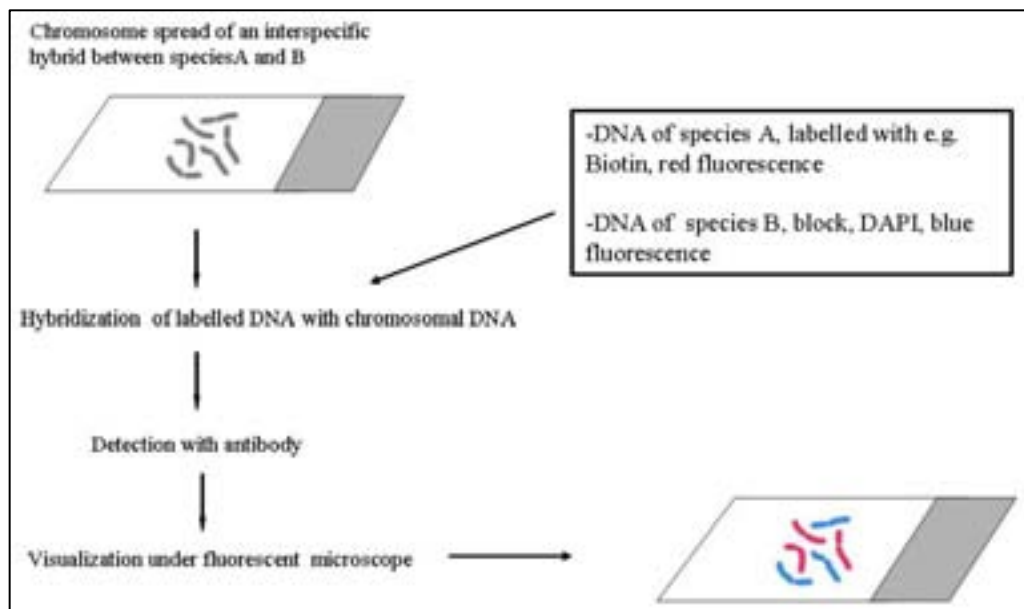 Chromosome spread of an interspecific
hybrid between speciesA and B
-DNA of species A, labelled with e.g.
Biotin, red fluorescence
-DNA of species B, block, DAPI, blue
fluorescence
Hybridization of labelled DNA with chromosomal DNA
Detection with antibody
Visualization under fluorescent microscope